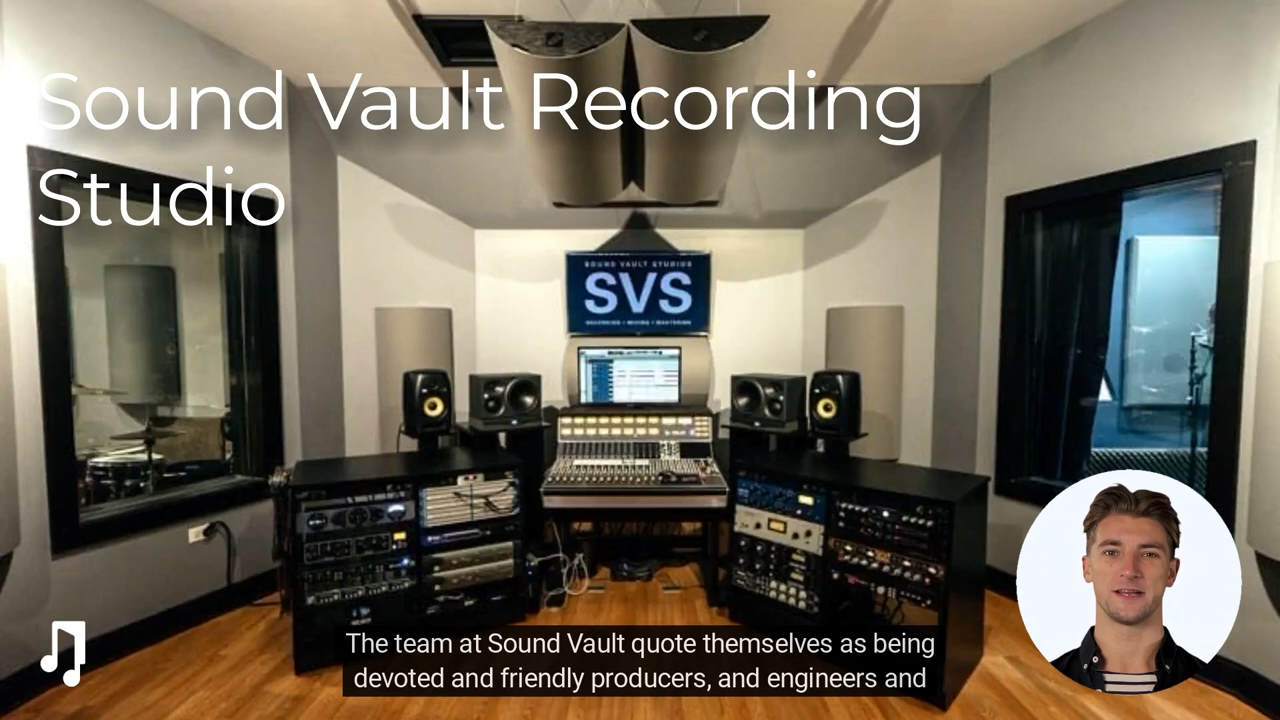 Sound Vault Recording
Studio
SOUND VAULT STUDIOS
SVS
RECORDING • MIXING • MASTERING
The team at Sound Vault quote themselves as being
devoted and friendly producers, and engineers and